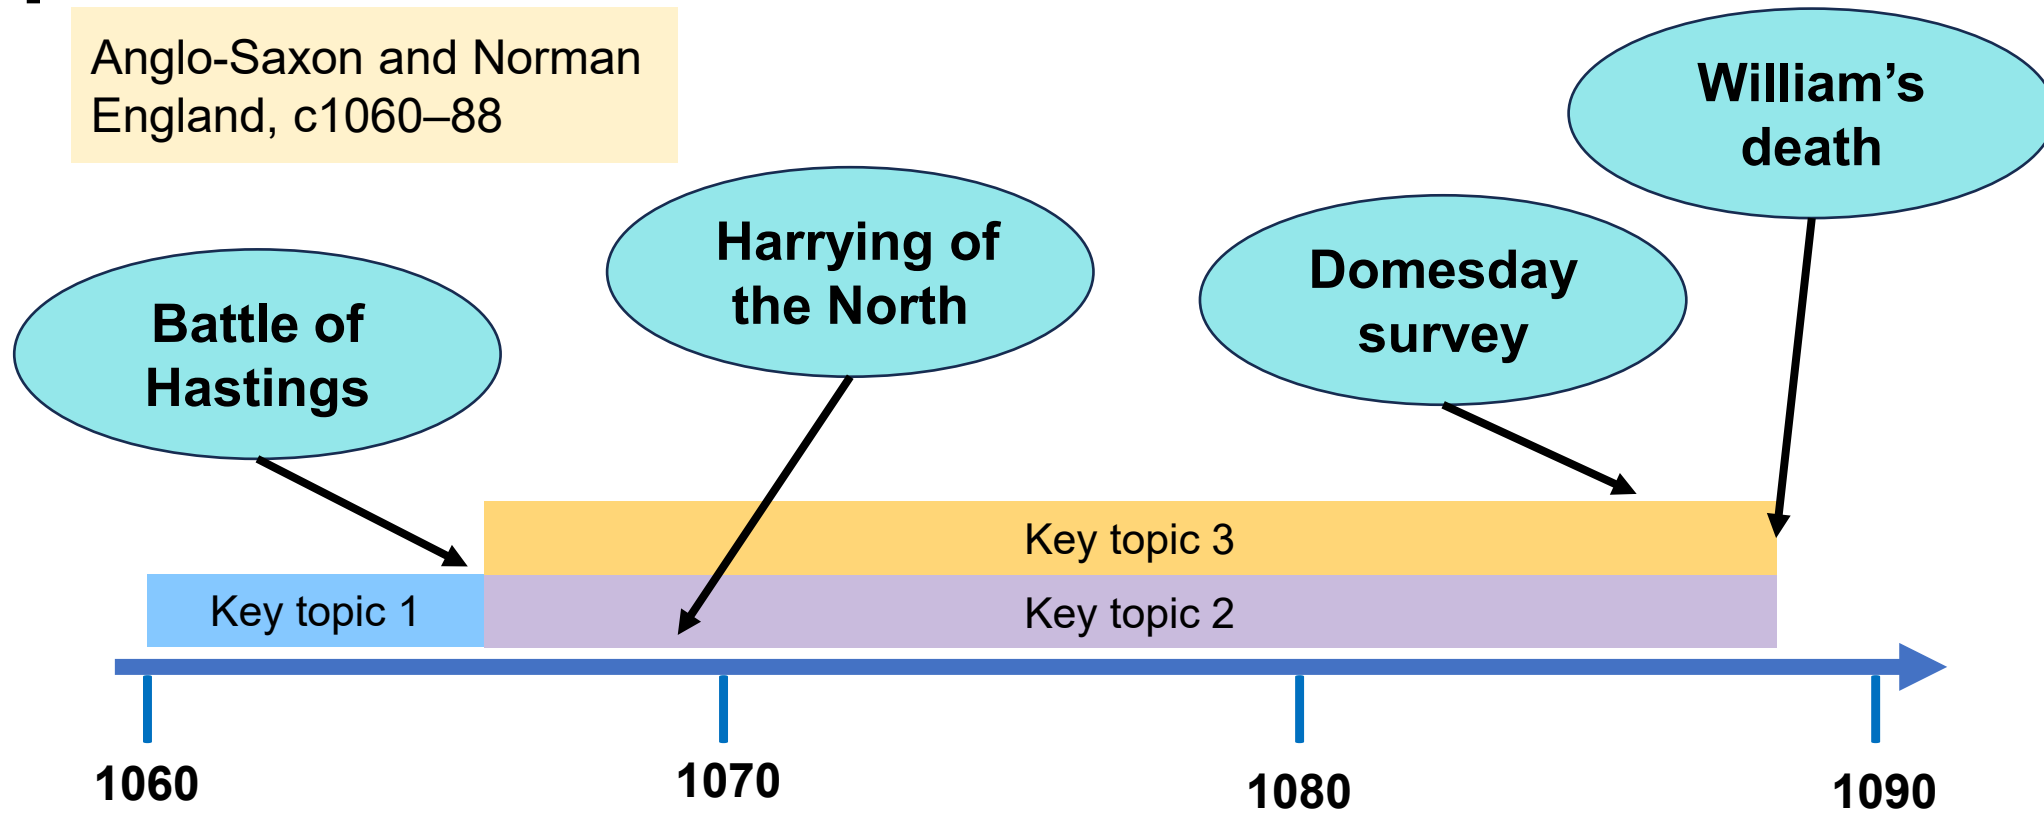 Anglo-Saxon and Norman
England, c1060–88
William’s
death
Harrying of
the North
Domesday
survey
Battle of
Hastings
Key topic 3
Key topic 1
Key topic 2
1060
1070
1080
1090